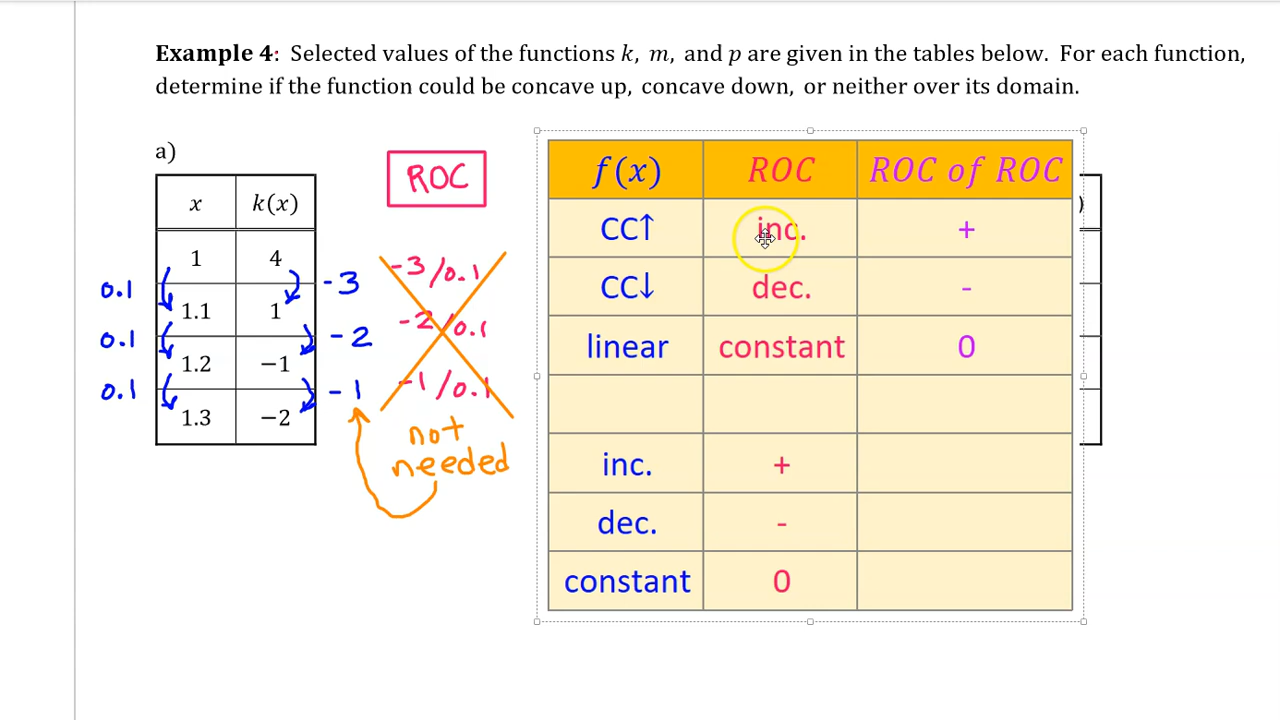 Example 4: Selected values of the functions k, m, and p are given in the tables below. For each function,
determine if the function could be concave up, concave down, or neither over its domain.
a)
x k(x)
1 4
1.1 1
1.2 −1
1.3 −2
0.1
0.1
0.1
-3
-2
-1
ROC
-3/0.1
-2/0.1
-1/0.1
not
needed
f(x) ROC ROC of ROC
CC↑ inc. +
CC↓ dec. -
linear constant 0
inc. +
dec. -
constant 0
)